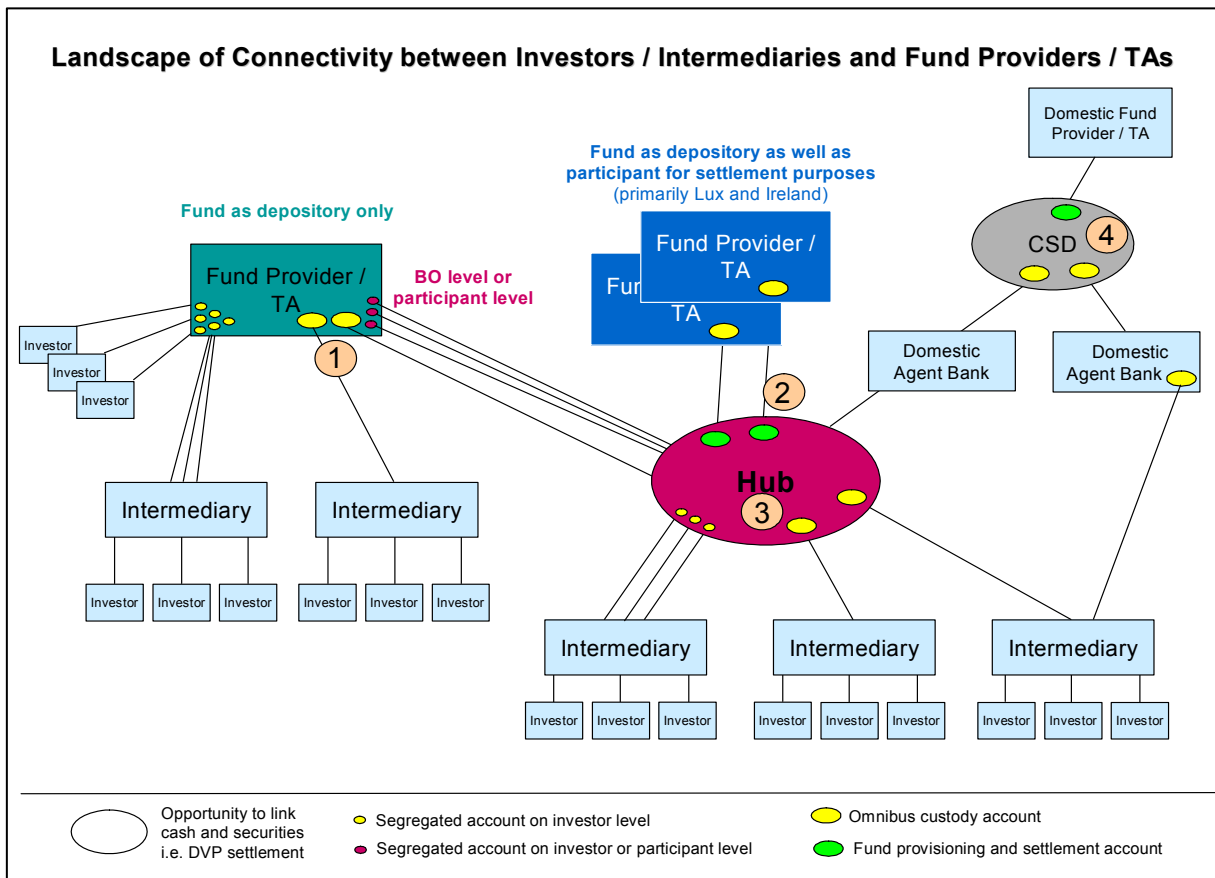 Landscape of Connectivity between Investors / Intermediaries and Fund Providers / TAs
Domestic Fund
Provider / TA
Fund as depository as well as
participant for settlement purposes
(primarily Lux and Ireland)
Fund as depository only
Fund Provider /
TA
BO level or
participant level
Fund Provider /
TA
TA
CSD
4
Investor
Investor
Investor
1
2
Domestic
Agent Bank
Domestic
Agent Bank
Hub
3
Intermediary
Intermediary
Investor
Investor
Investor
Investor
Investor
Investor
Intermediary
Intermediary
Intermediary
Investor
Investor
Investor
Investor
Investor
Investor
Investor
Investor
Investor
Opportunity to link
cash and securities
i.e. DVP settlement
Segregated account on investor level
Segregated account on investor or participant level
Omnibus custody account
Fund provisioning and settlement account